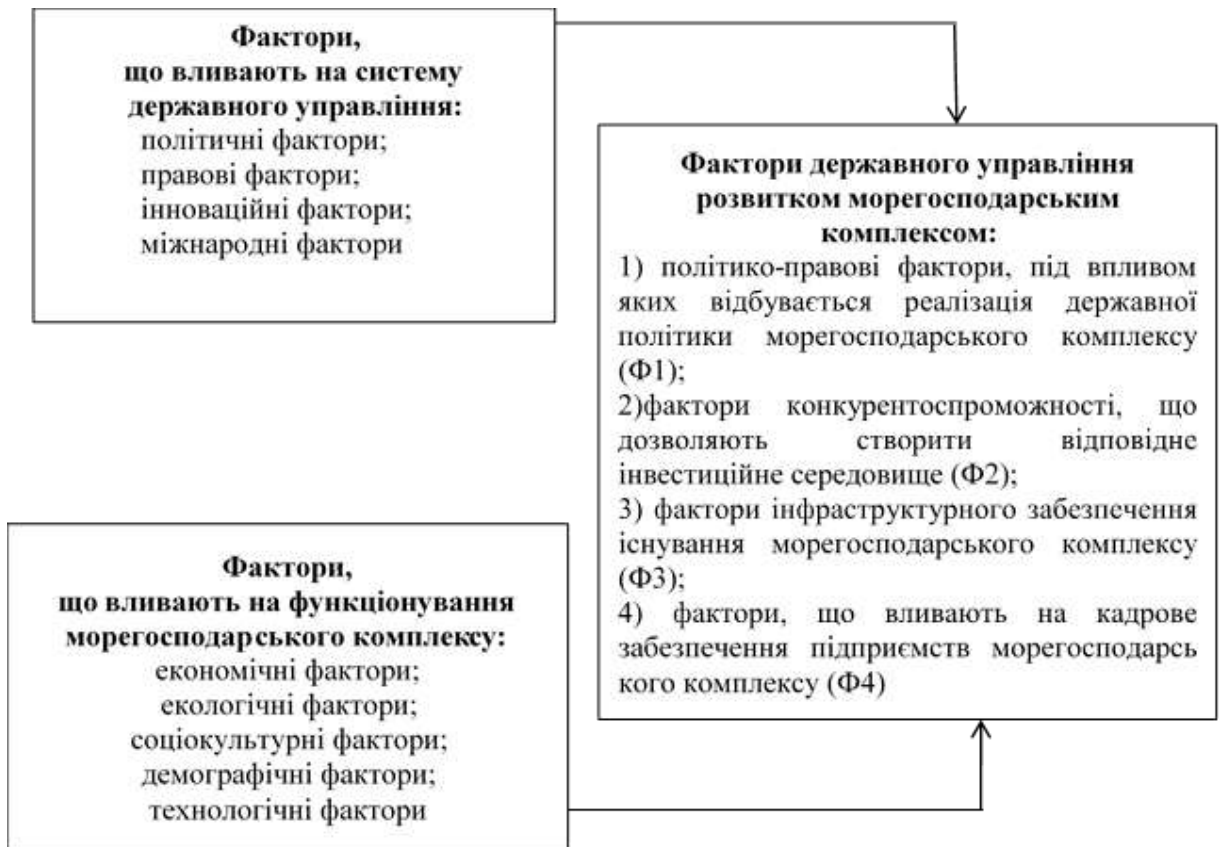 Фактори,
що вливають на систему
державного управління:
політичні фактори;
правові фактори;
інноваційні фактори;
міжнародні фактори
Фактори державного управління
розвитком морегосподарським
комплексом:
1) політико-правові фактори, під впливом
яких відбувається реалізація державної
політики морегосподарського комплексу
(Ф1);
2)фактори конкурентоспроможності, що
дозволяють створити відповідне
інвестиційне середовище (Ф2);
3) фактори інфраструктурного забезпечення
існування морегосподарського комплексу
(Ф3);
4) фактори, що вливають на кадрове
забезпечення підприємств морегосподарсь
кого комплексу (Ф4)
Фактори,
що вливають на функціонування
морегосподарського комплексу:
економічні фактори;
екологічні фактори;
соціокультурні фактори;
демографічні фактори;
технологічні фактори